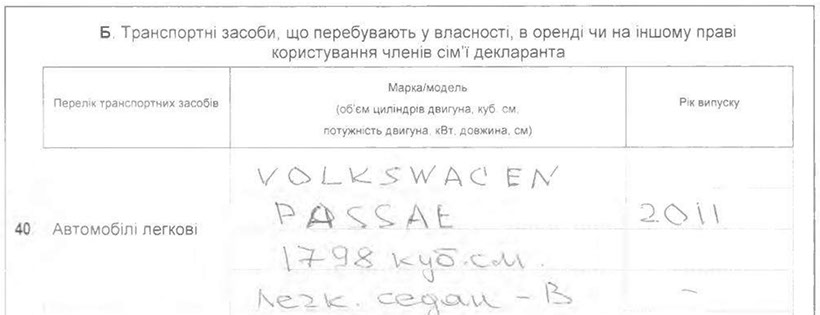 Б. Транспортні засоби, що перебувають у власності, в оренді чи на іншому праві
користування членів сім'ї декларанта
Перелік транспортних засобів
Марка/модель
(об'єм циліндрів двигуна, куб. см,
потужність двигуна, кВт, довжина, см)
Рік випуску
40 Автомобілі легкові
VOLKSWAGEN
PASSAT 2011
1798 куб.см.
легк. седан - В -